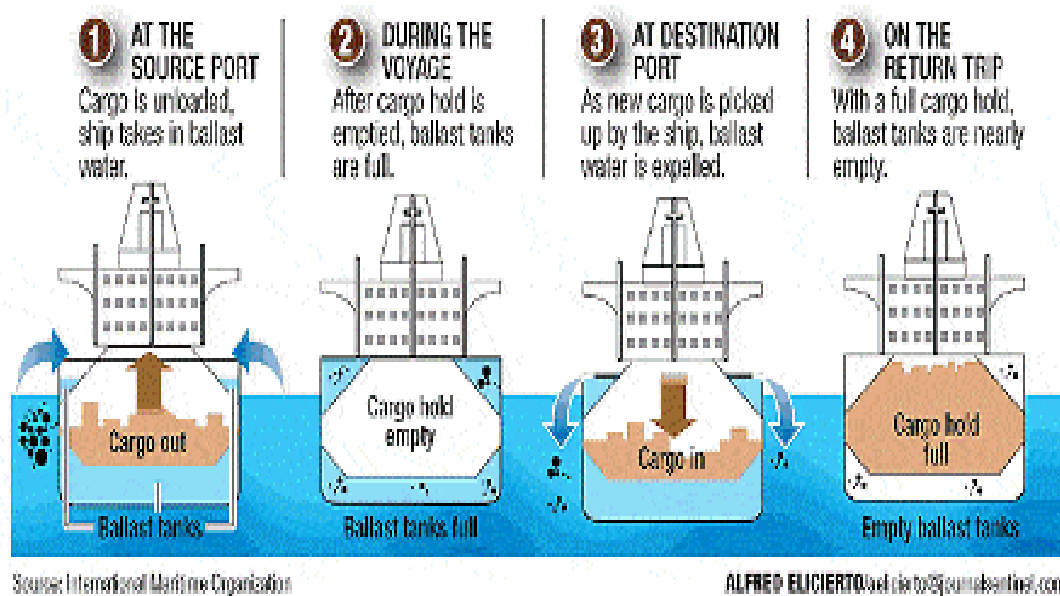 1 AT THE
SOURCE PORT
Cargo is unloaded,
ship takes in ballast
water.
2 DURING THE
VOYAGE
After cargo hold is
emptied, ballast tanks
are full.
3 AT DESTINATION
PORT
As new cargo is picked
up by the ship, ballast
water is expelled.
4 ON THE
RETURN TRIP
With a full cargo hold,
ballast tanks are nearly
empty.
Cargo out
Ballast tanks
Cargo hold
empty
Ballast tanks full
Cargo in
Cargo hold
full
Empty ballast tanks
Source: International Maritime Organization
ALFRED ELICIERTO/aelicierto@journalsentinel.com